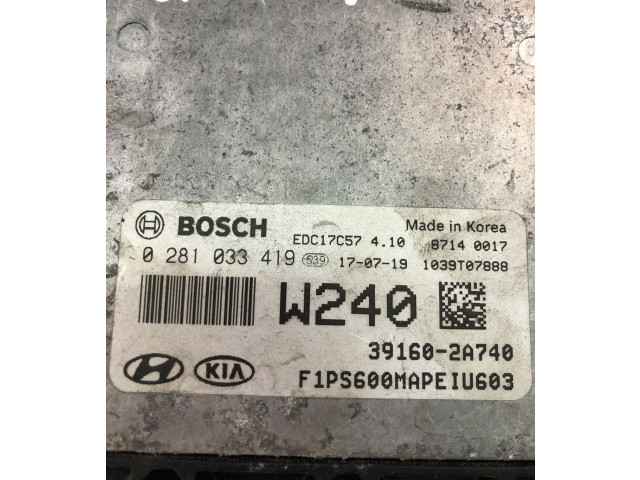 BOSCH
Made in Korea
EDC17C57 4.10 8714 0017
0 281 033 419 539 17-07-19 1039T07888
W240
39160-2A740
KIA F1PS600MAPEIU603